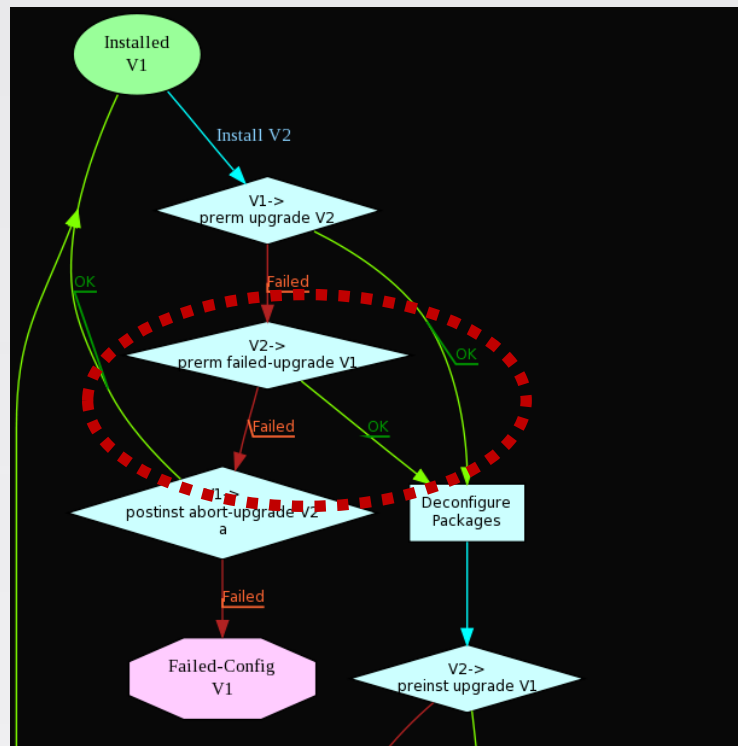 Installed
V1
Install V2
V1->
prerm upgrade V2
Failed
OK
V2->
prerm failed-upgrade V1
OK
Failed
OK
V1->
postinst abort-upgrade V2
a
Deconfigure
Packages
Failed
Failed-Config
V1
V2->
preinst upgrade V1